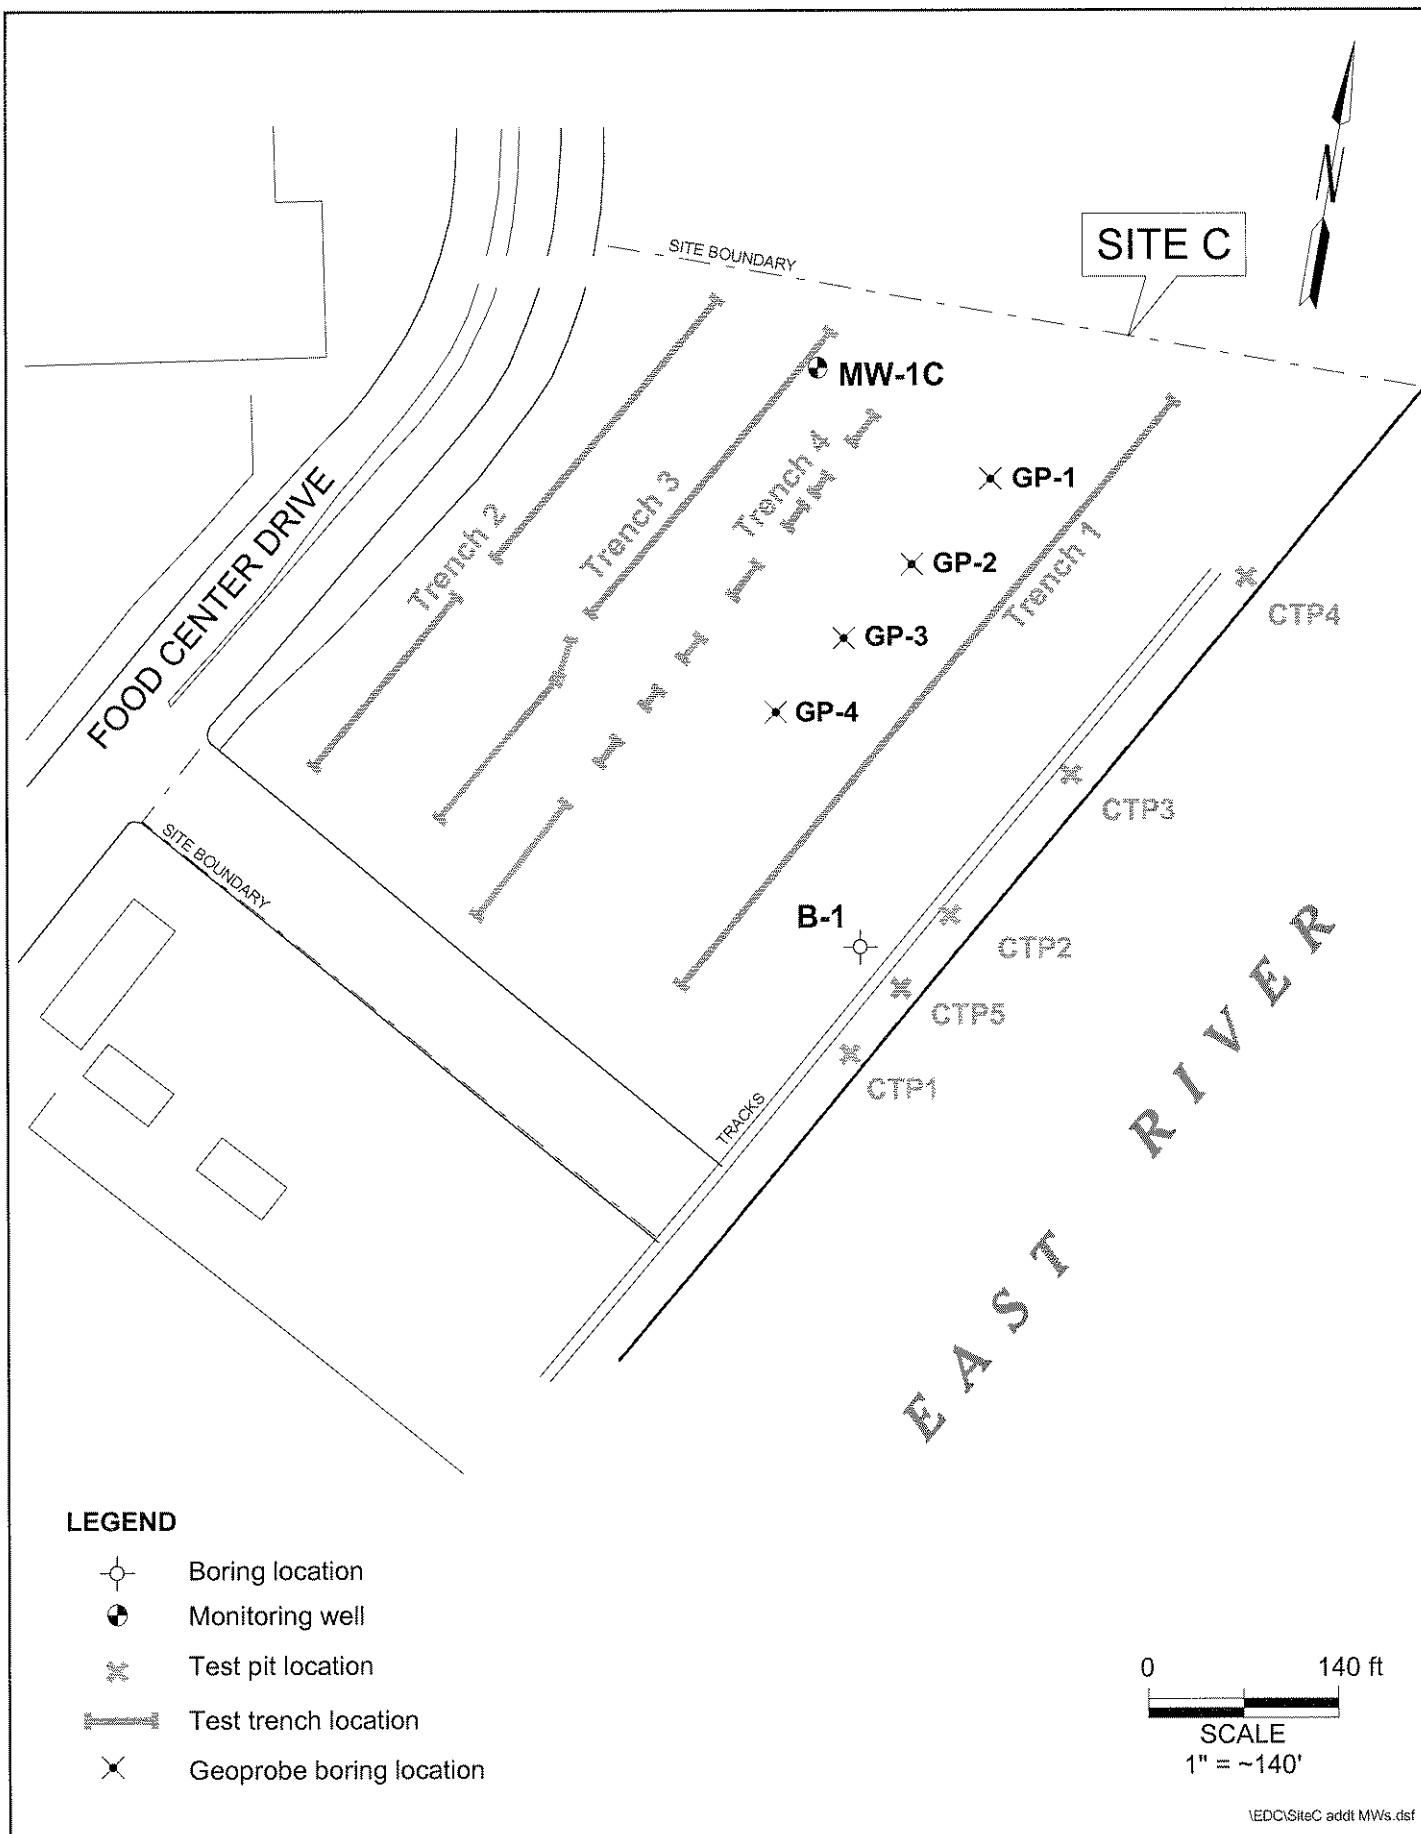 N
SITE C
SITE BOUNDARY
MW-1C
Trench 4
GP-1
Trench 3
Trench 2
GP-2
Trench 1
FOOD CENTER DRIVE
CTP4
GP-3
GP-4
CTP3
SITE BOUNDARY
B-1
CTP2
CTP5
CTP1
TRACKS
EAST RIVER
LEGEND
Boring location
Monitoring well
Test pit location
Test trench location
Geoprobe boring location
0 140 ft
SCALE
1" = ~140'
\EDC\SiteC addt MWs.dsf